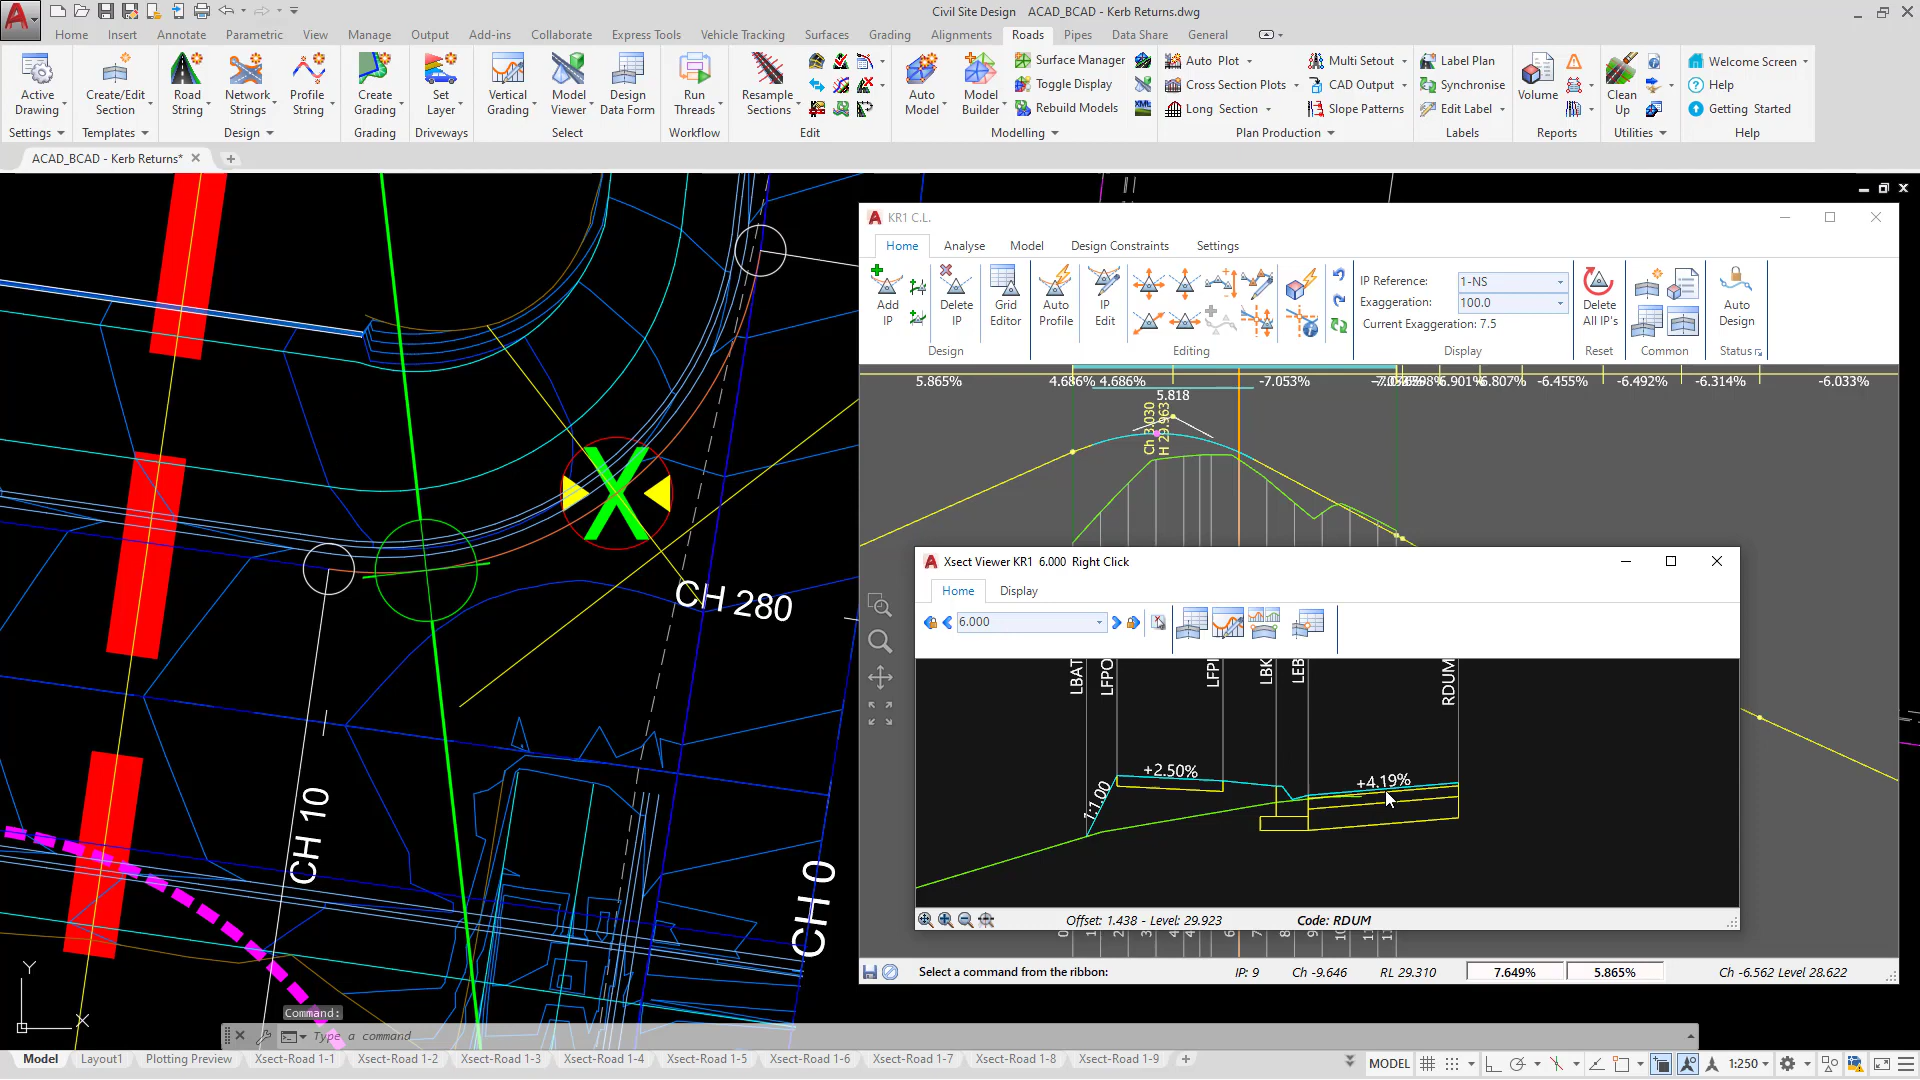 Civil Site Design ACAD_BCAD - Kerb Returns.dwg
Home Insert Annotate Parametric View Manage Output Add-ins Collaborate Express Tools Vehicle Tracking Surfaces Grading Alignments Roads Pipes Data Share General
Active Drawing
Create/Edit Section
Road String
Network Strings
Profile String
Create Grading
Set Layer
Vertical Grading
Model Viewer
Design Data Form
Run Threads
Resample Sections
Auto Model
Model Builder
Surface Manager
Toggle Display
Rebuild Models
XML
Auto Plot
Cross Section Plots
Long Section
Multi Setout
CAD Output
Slope Patterns
Label Plan
Synchronise
Edit Label
Volume
Clean Up
Welcome Screen
Help
Getting Started
Settings Templates Design Grading Driveways Select Workflow Edit Modelling Plan Production Labels Reports Utilities Help
ACAD_BCAD - Kerb Returns*
KR1 C.L.
Home Analyse Model Design Constraints Settings
Add IP
Delete IP
Grid Editor
Auto Profile
IP Edit
IP Reference: 1-NS
Exaggeration: 100.0
Current Exaggeration: 7.5
Delete All IP's
Auto Design
Design Editing Display Reset Common Status
5.865% 4.686% 4.686% -7.053% -6.901% -6.807% -6.455% -6.492% -6.314% -6.033%
5.818
Ch 3.030
H 29.963
Xsect Viewer KR1 6.000 Right Click
Home Display
6.000
LBAT LFPO LFPI LBK LEB RDUM
1:1.00
+2.50%
+4.19%
Offset: 1.438 - Level: 29.923 Code: RDUM
Select a command from the ribbon: IP: 9 Ch -9.646 RL 29.310 7.649% 5.865% Ch -6.562 Level 28.622
CH 280
CH 10
CH 0
Y
X
Command:
Type a command
Model Layout1 Plotting Preview Xsect-Road 1-1 Xsect-Road 1-2 Xsect-Road 1-3 Xsect-Road 1-4 Xsect-Road 1-5 Xsect-Road 1-6 Xsect-Road 1-7 Xsect-Road 1-8 Xsect-Road 1-9 MODEL 1:250